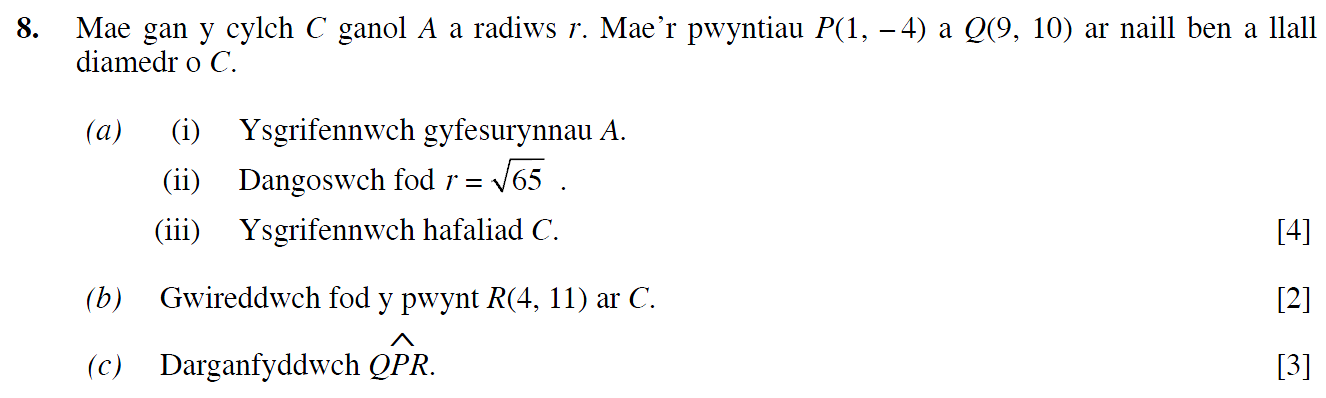 8. Mae gan y cylch C ganol A a radiws r. Mae'r pwyntiau P(1, – 4) a Q(9, 10) ar naill ben a llall
diamedr o C.
(a) (i) Ysgrifennwch gyfesurynnau A.
(ii) Dangoswch fod r = √65 .
(iii) Ysgrifennwch hafaliad C. [4]
(b) Gwireddwch fod y pwynt R(4, 11) ar C. [2]
(c) Darganfyddwch QP̂R. [3]